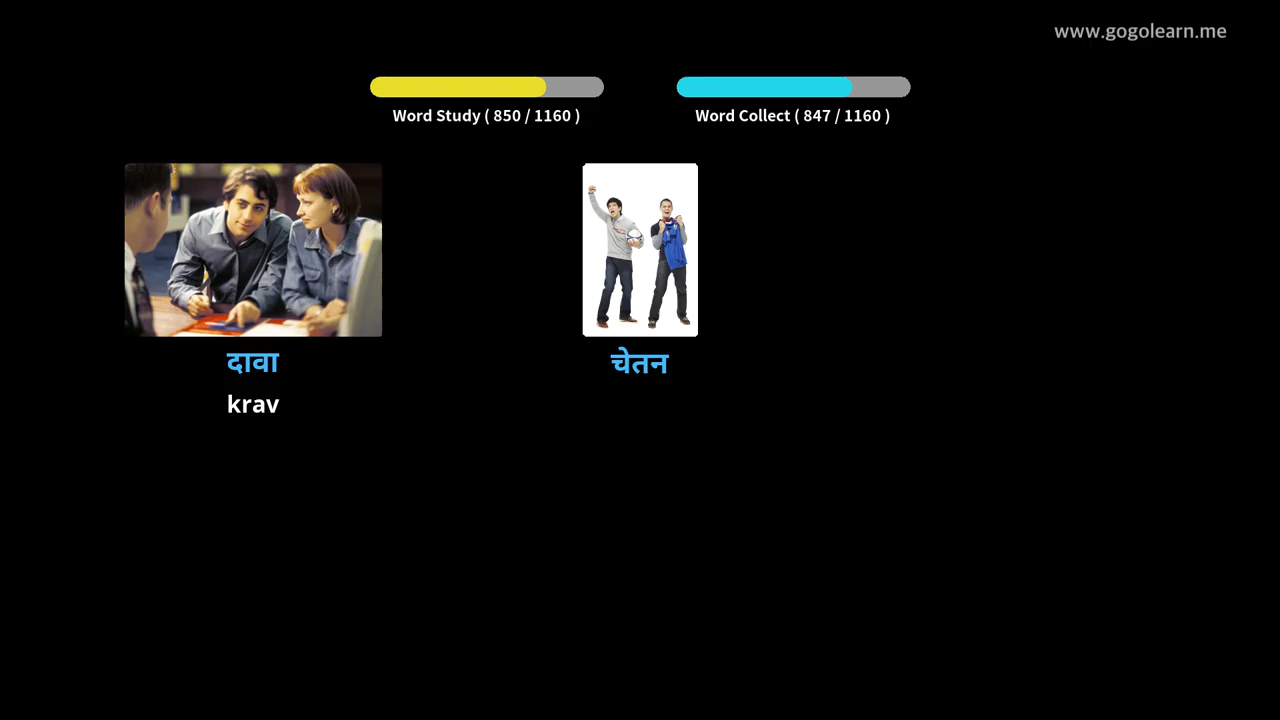 www.gogolearn.me
Word Study ( 850 / 1160 )
Word Collect ( 847 / 1160 )
दावा
चेतन
krav